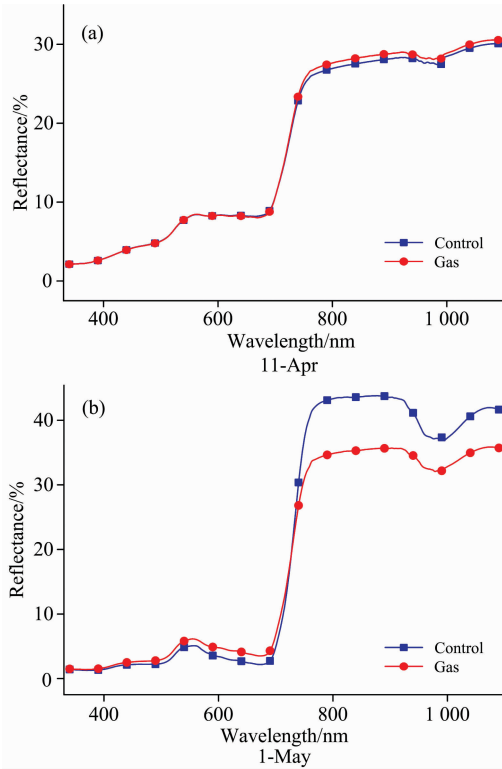 (a)
30
20
10
0
Reflectance/%
Control
Gas
400 600 800 1 000
Wavelength/nm
11-Apr
(b)
40
30
20
10
0
Reflectance/%
Control
Gas
400 600 800 1 000
Wavelength/nm
1-May